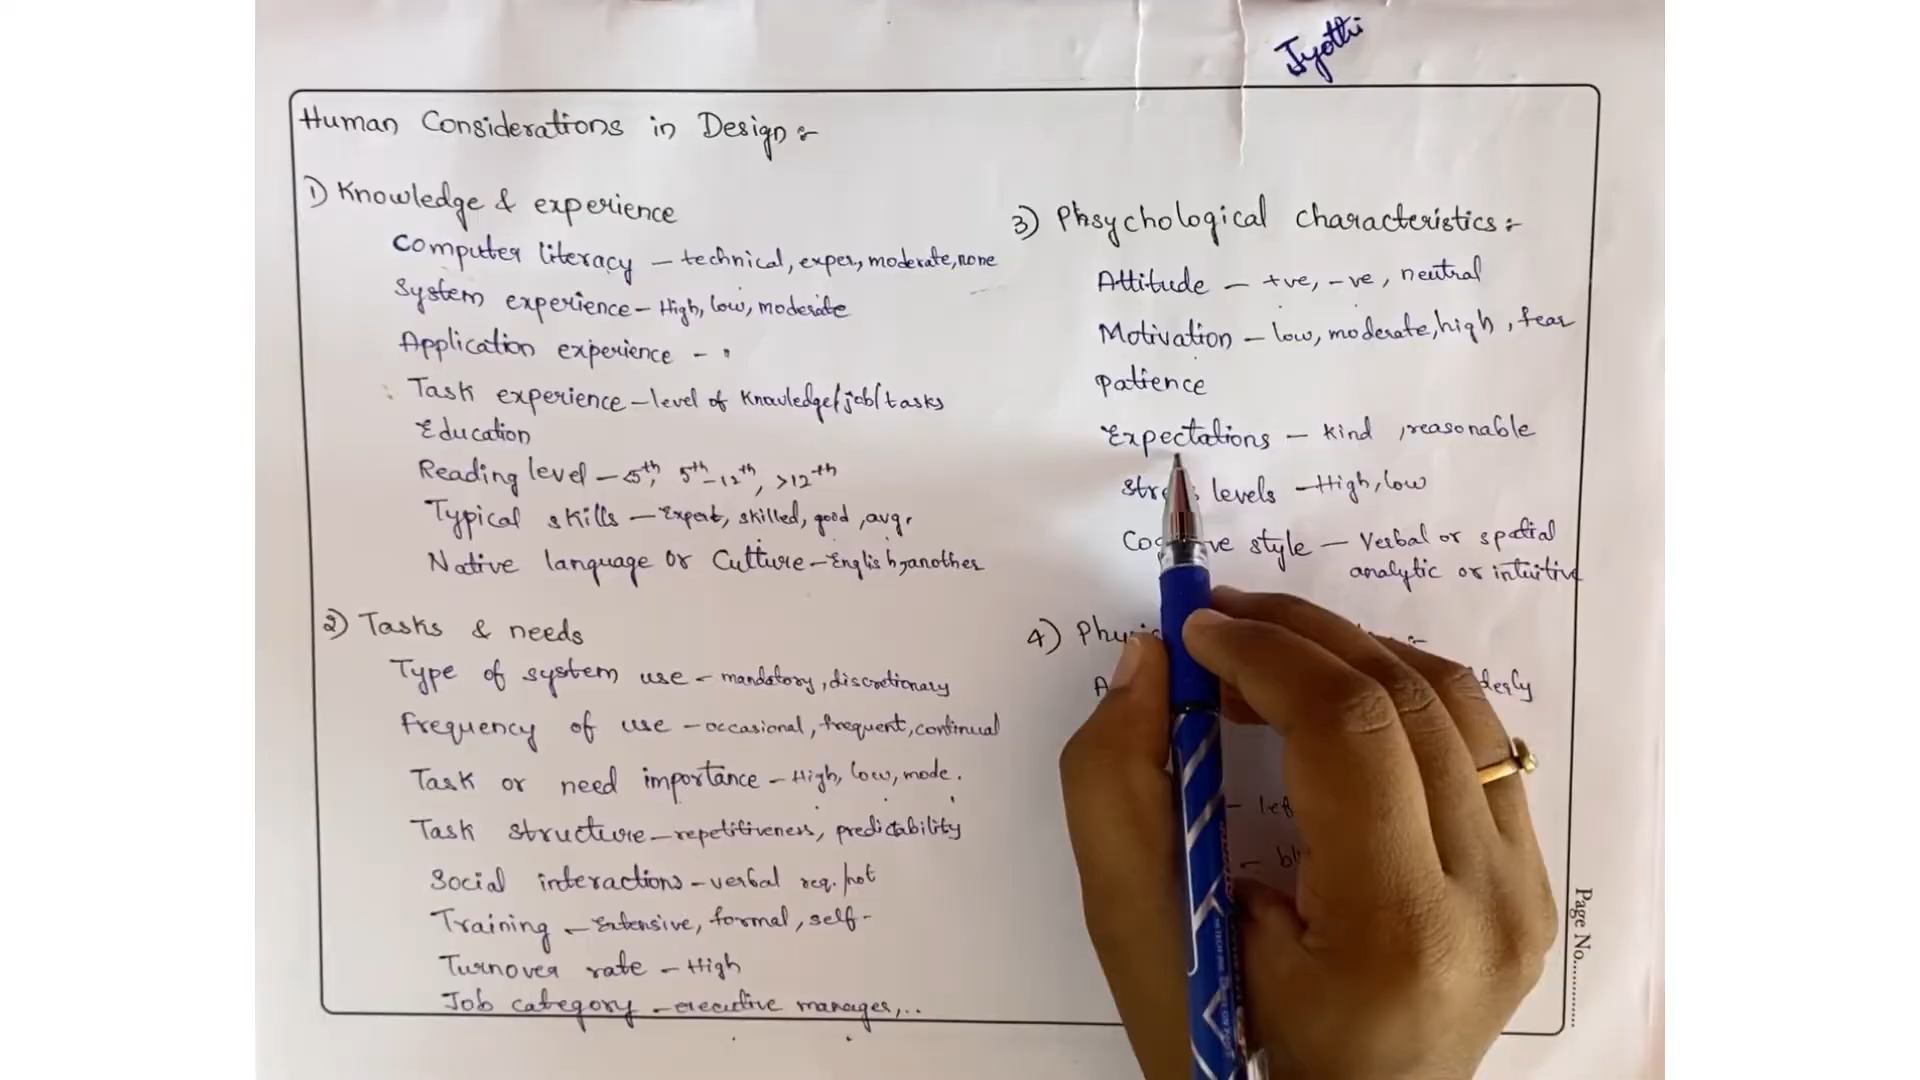 Jyothi
Human Considerations in Design :-
1) Knowledge & experience
Computer literacy - technical, exper, moderate, none
System experience - High, low, moderate
Application experience - "
Task experience - level of knowledge/job/tasks
Education
Reading level - <5th, 5th-12th, >12th
Typical skills - Expert, skilled, good, avg.
Native language or Culture - English, another
2) Tasks & needs
Type of system use - mandatory, discretionary
Frequency of use - occasional, frequent, continual
Task or need importance - High, low, mode.
Task structure - repetitiveness, predictability
Social interactions - verbal req./not
Training - Extensive, formal, self-
Turnover rate - High
Job category - executive manager,..
3) Phsychological characteristics :-
Attitude - +ve, -ve, neutral
Motivation - low, moderate, high, fear
patience
Expectations - kind, reasonable
levels - High, low
style - Verbal or spatial
analytic or intuitive
4)
Page No..............